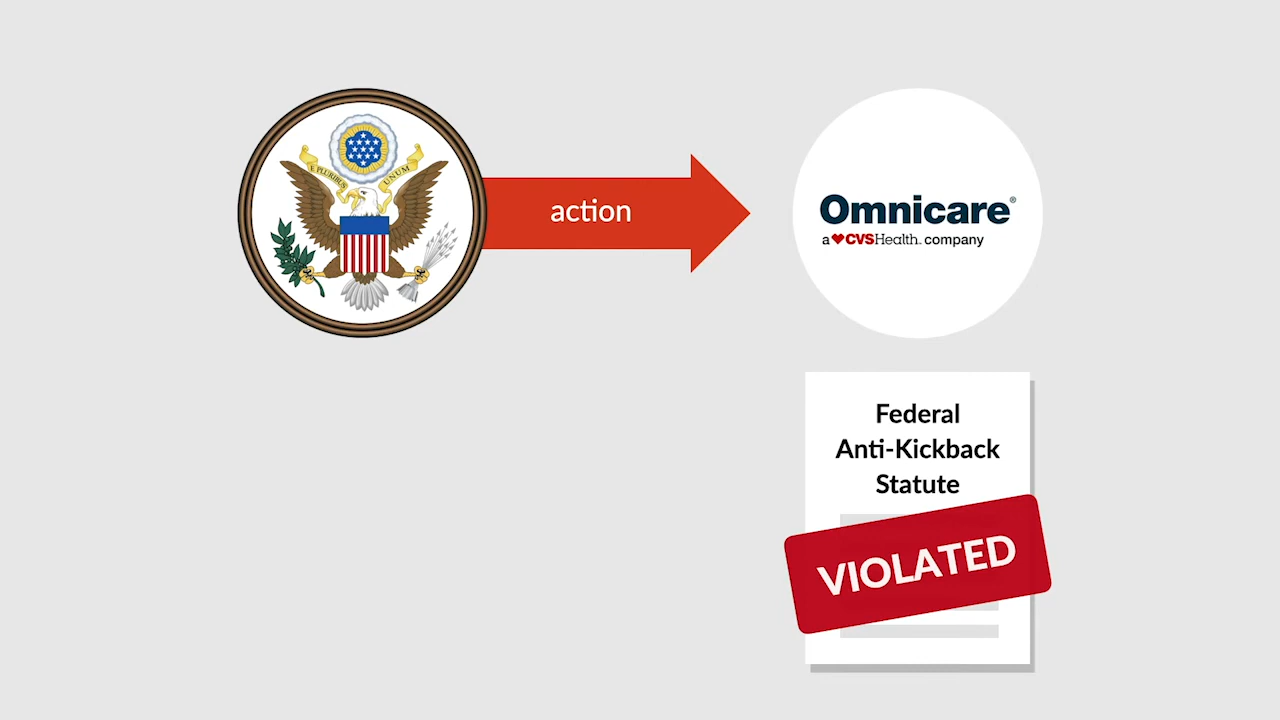 E PLURIBUS UNUM
action
Omnicare®
a CVSHealth. company
Federal
Anti-Kickback
Statute
VIOLATED